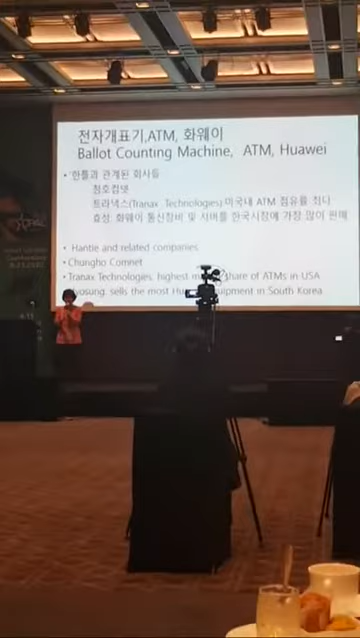 전자개표기,ATM, 화웨이
Ballot Counting Machine, ATM, Huawei
• 한틀과 관계된 회사들
청호컴넷
트라넥스(Tranax Technologies):미국내 ATM 점유율 최다
효성: 화웨이 통신장비 및 서버를 한국시장에 가장 많이 판매
• Hantle and related companies
• Chungho Comnet
• Tranax Technologies, highest share of ATMs in USA
sells the most equipment in South Korea